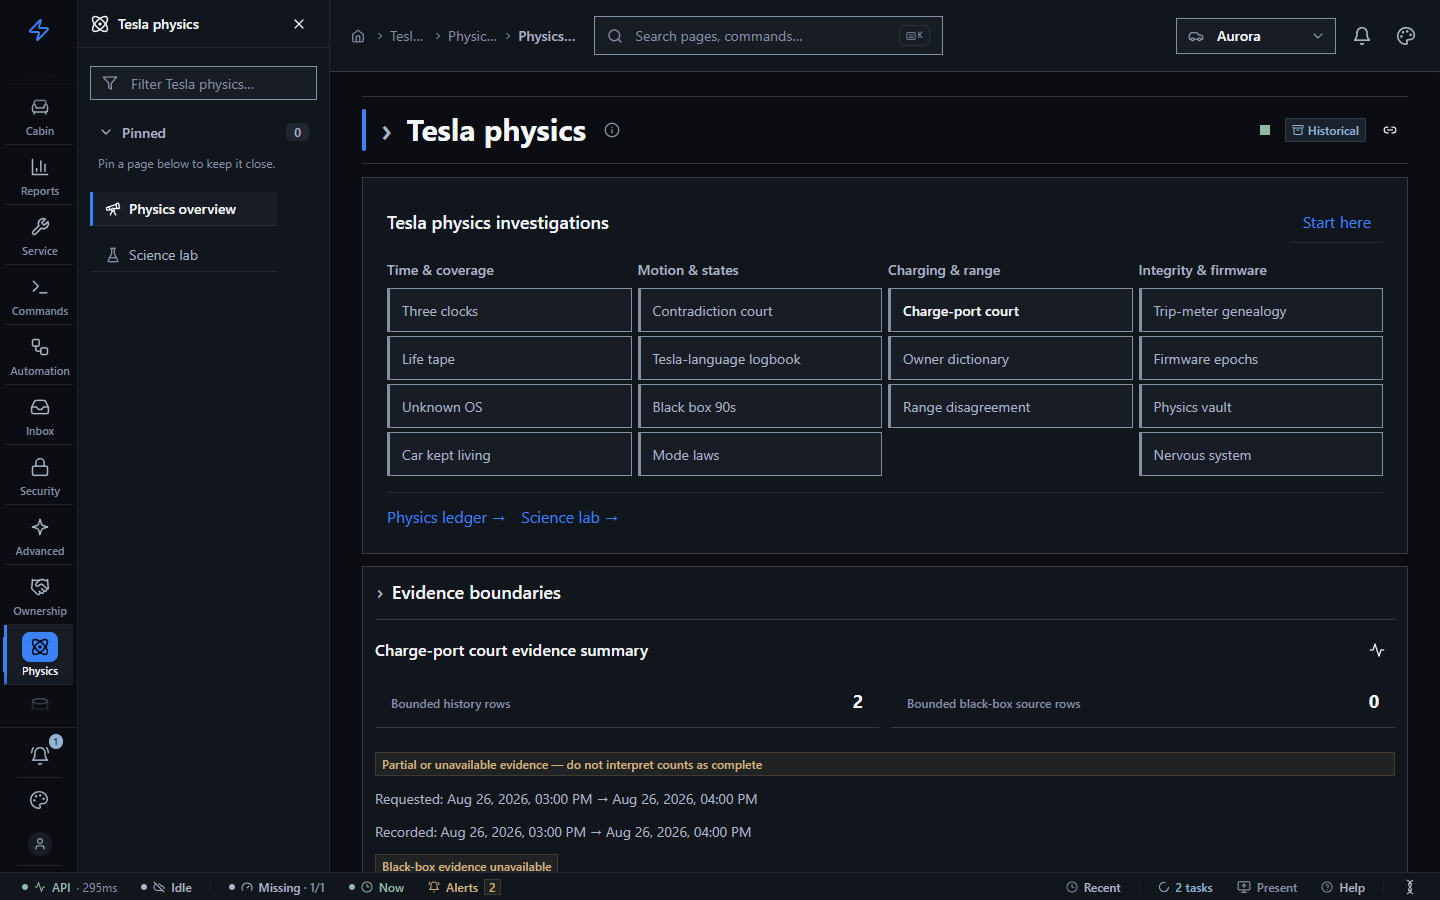 Tesla physics
Tesl...
Physic...
Physics...
Search pages, commands...
K
Aurora
Filter Tesla physics...
Pinned
0
Pin a page below to keep it close.
Physics overview
Science lab
Cabin
Reports
Service
Commands
Automation
Inbox
Security
Advanced
Ownership
Physics
1
Tesla physics
Historical
Tesla physics investigations
Start here
Time & coverage
Motion & states
Charging & range
Integrity & firmware
Three clocks
Contradiction court
Charge-port court
Trip-meter genealogy
Life tape
Tesla-language logbook
Owner dictionary
Firmware epochs
Unknown OS
Black box 90s
Range disagreement
Physics vault
Car kept living
Mode laws
Nervous system
Physics ledger →
Science lab →
Evidence boundaries
Charge-port court evidence summary
Bounded history rows 2
Bounded black-box source rows 0
Partial or unavailable evidence — do not interpret counts as complete
Requested: Aug 26, 2026, 03:00 PM → Aug 26, 2026, 04:00 PM
Recorded: Aug 26, 2026, 03:00 PM → Aug 26, 2026, 04:00 PM
Black-box evidence unavailable
API · 295ms
Idle
Missing · 1/1
Now
Alerts 2
Recent
2 tasks
Present
Help